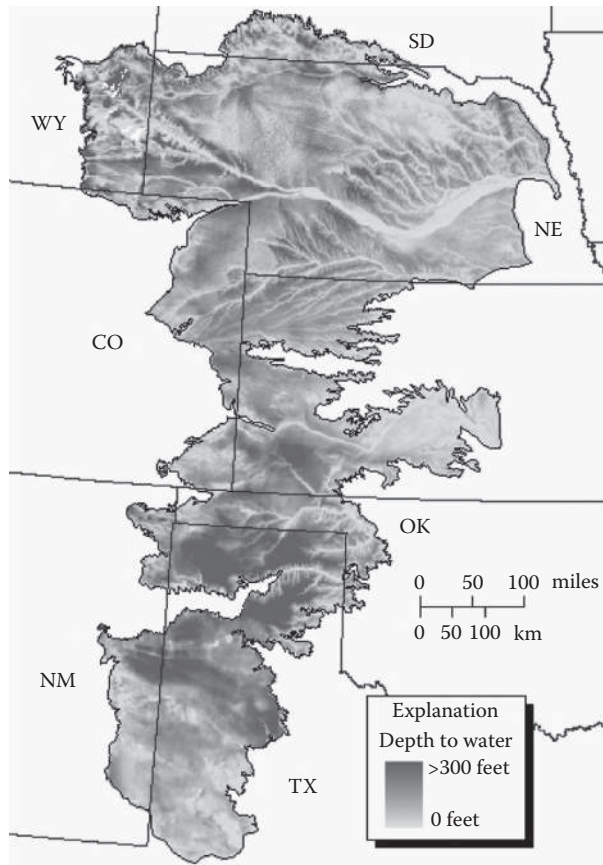 SD
WY
NE
CO
OK
0 50 100 miles
0 50 100 km
NM
Explanation
Depth to water
>300 feet
0 feet
TX